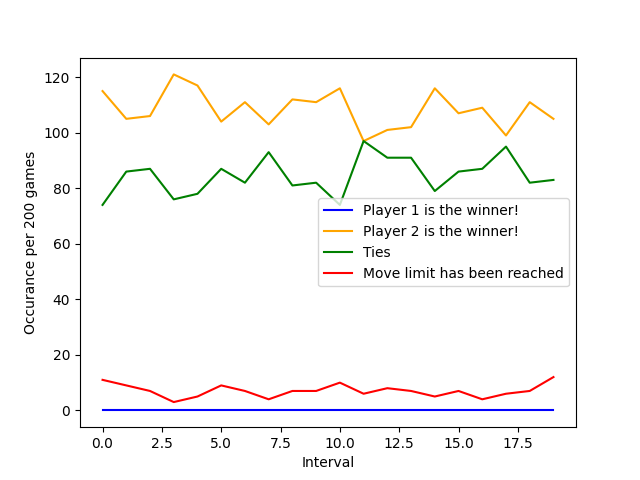 120
100
80
60
40
20
0
Occurance per 200 games
Player 1 is the winner!
Player 2 is the winner!
Ties
Move limit has been reached
0.0 2.5 5.0 7.5 10.0 12.5 15.0 17.5
Interval